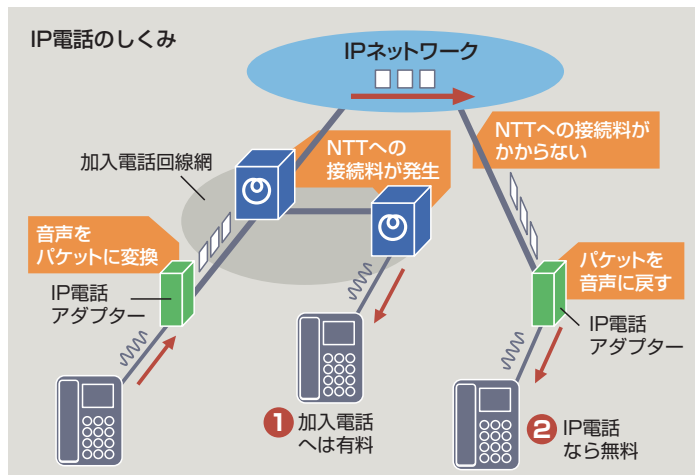 IP電話のしくみ
IPネットワーク
加入電話回線網
NTTへの
接続料が発生
NTTへの接続料が
かからない
音声を
パケットに変換
IP電話
アダプター
パケットを
音声に戻す
IP電話
アダプター
1 加入電話
へは有料
2 IP電話
なら無料